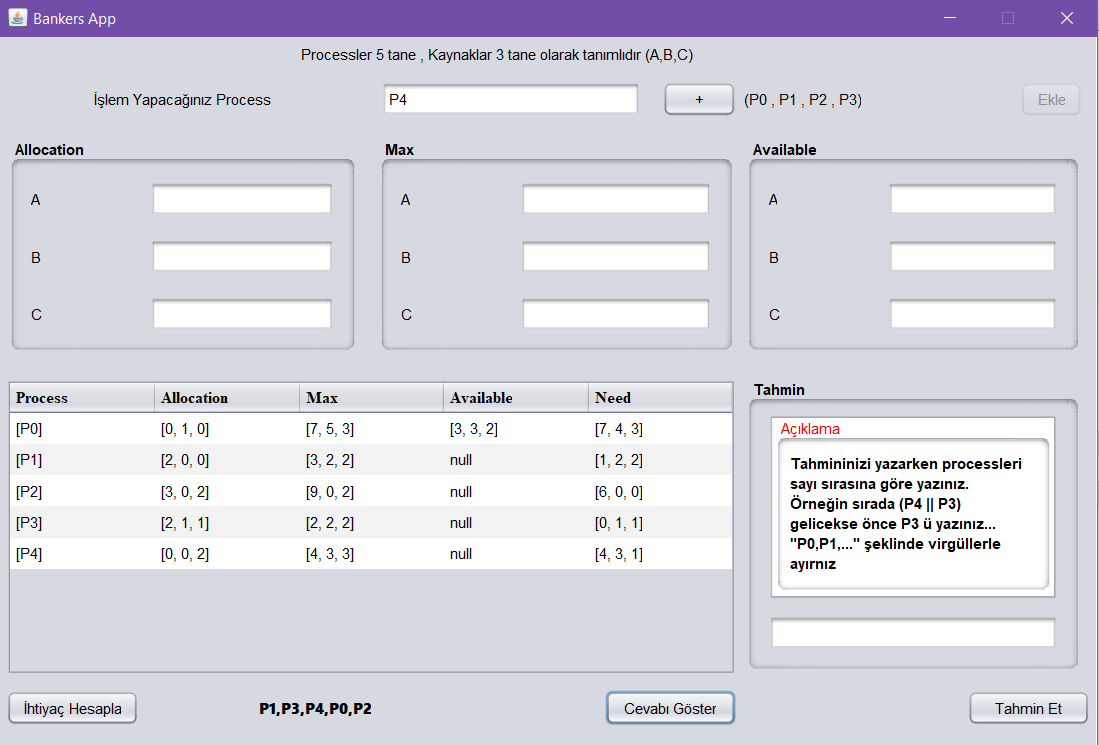 Bankers App
Processler 5 tane , Kaynaklar 3 tane olarak tanımlıdır (A,B,C)
İşlem Yapacağınız Process P4 + (P0 , P1 , P2 , P3) Ekle
Allocation Max Available
A A A
B B B
C C C
Process Allocation Max Available Need
[P0] [0, 1, 0] [7, 5, 3] [3, 3, 2] [7, 4, 3]
[P1] [2, 0, 0] [3, 2, 2] null [1, 2, 2]
[P2] [3, 0, 2] [9, 0, 2] null [6, 0, 0]
[P3] [2, 1, 1] [2, 2, 2] null [0, 1, 1]
[P4] [0, 0, 2] [4, 3, 3] null [4, 3, 1]
Tahmin
Açıklama
Tahmininizi yazarken processleri
sayı sırasına göre yazınız.
Örneğin sırada (P4 || P3)
gelicekse önce P3 ü yazınız...
"P0,P1,..." şeklinde virgüllerle
ayırnız
İhtiyaç Hesapla P1,P3,P4,P0,P2 Cevabı Göster Tahmin Et